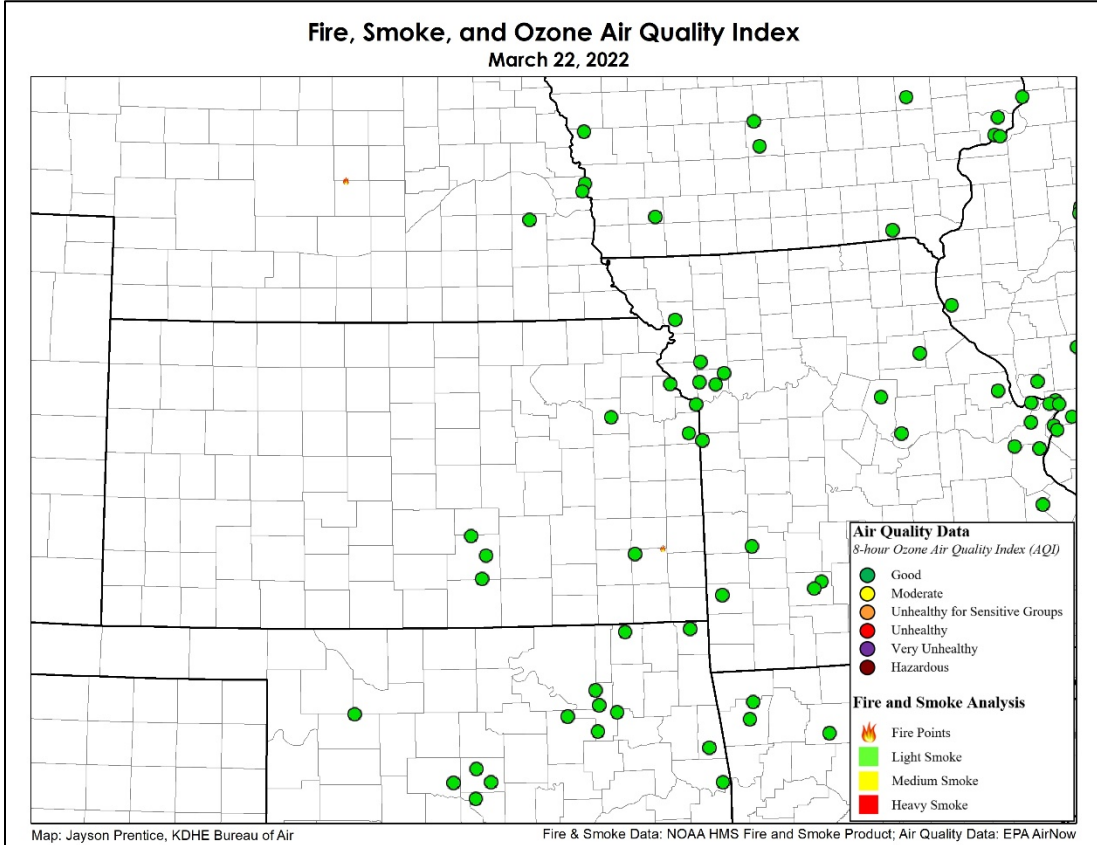 Fire, Smoke, and Ozone Air Quality Index
March 22, 2022
Air Quality Data
8-hour Ozone Air Quality Index (AQI)
Good
Moderate
Unhealthy for Sensitive Groups
Unhealthy
Very Unhealthy
Hazardous
Fire and Smoke Analysis
Fire Points
Light Smoke
Medium Smoke
Heavy Smoke
Map: Jayson Prentice, KDHE Bureau of Air
Fire & Smoke Data: NOAA HMS Fire and Smoke Product; Air Quality Data: EPA AirNow